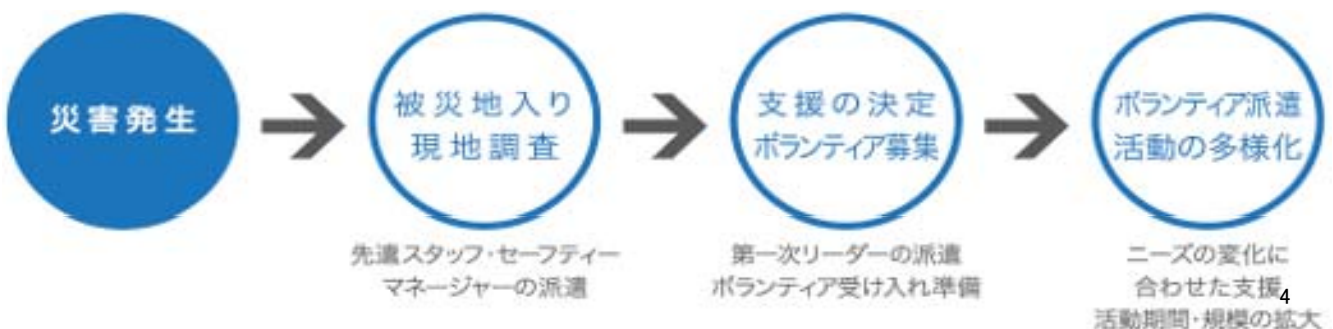 災害発生
被災地入り
現地調査
先遣スタッフ・セーフティー
マネージャーの派遣
支援の決定
ボランティア募集
第一次リーダーの派遣
ボランティア受け入れ準備
ボランティア派遣
活動の多様化
ニーズの変化に
合わせた支援
活動期間・規模の拡大
4